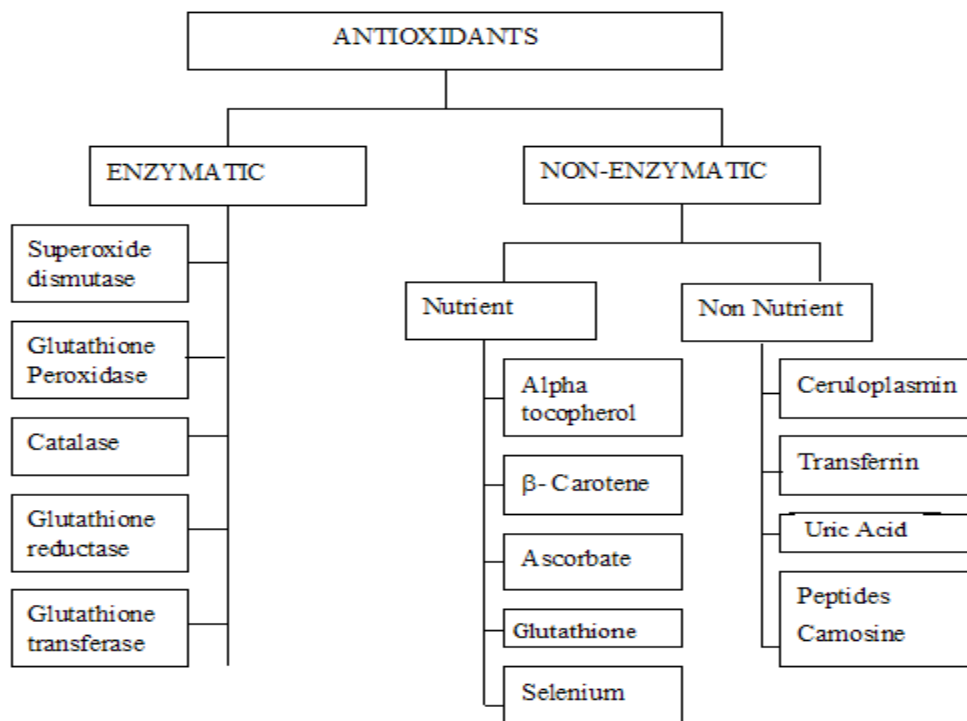 ANTIOXIDANTS
ENZYMATIC
Superoxide
dismutase
Glutathione
Peroxidase
Catalase
Glutathione
reductase
Glutathione
transferase
NON-ENZYMATIC
Nutrient
Alpha
tocopherol
β- Carotene
Ascorbate
Glutathione
Selenium
Non Nutrient
Ceruloplasmin
Transferrin
Uric Acid
Peptides
Camosine